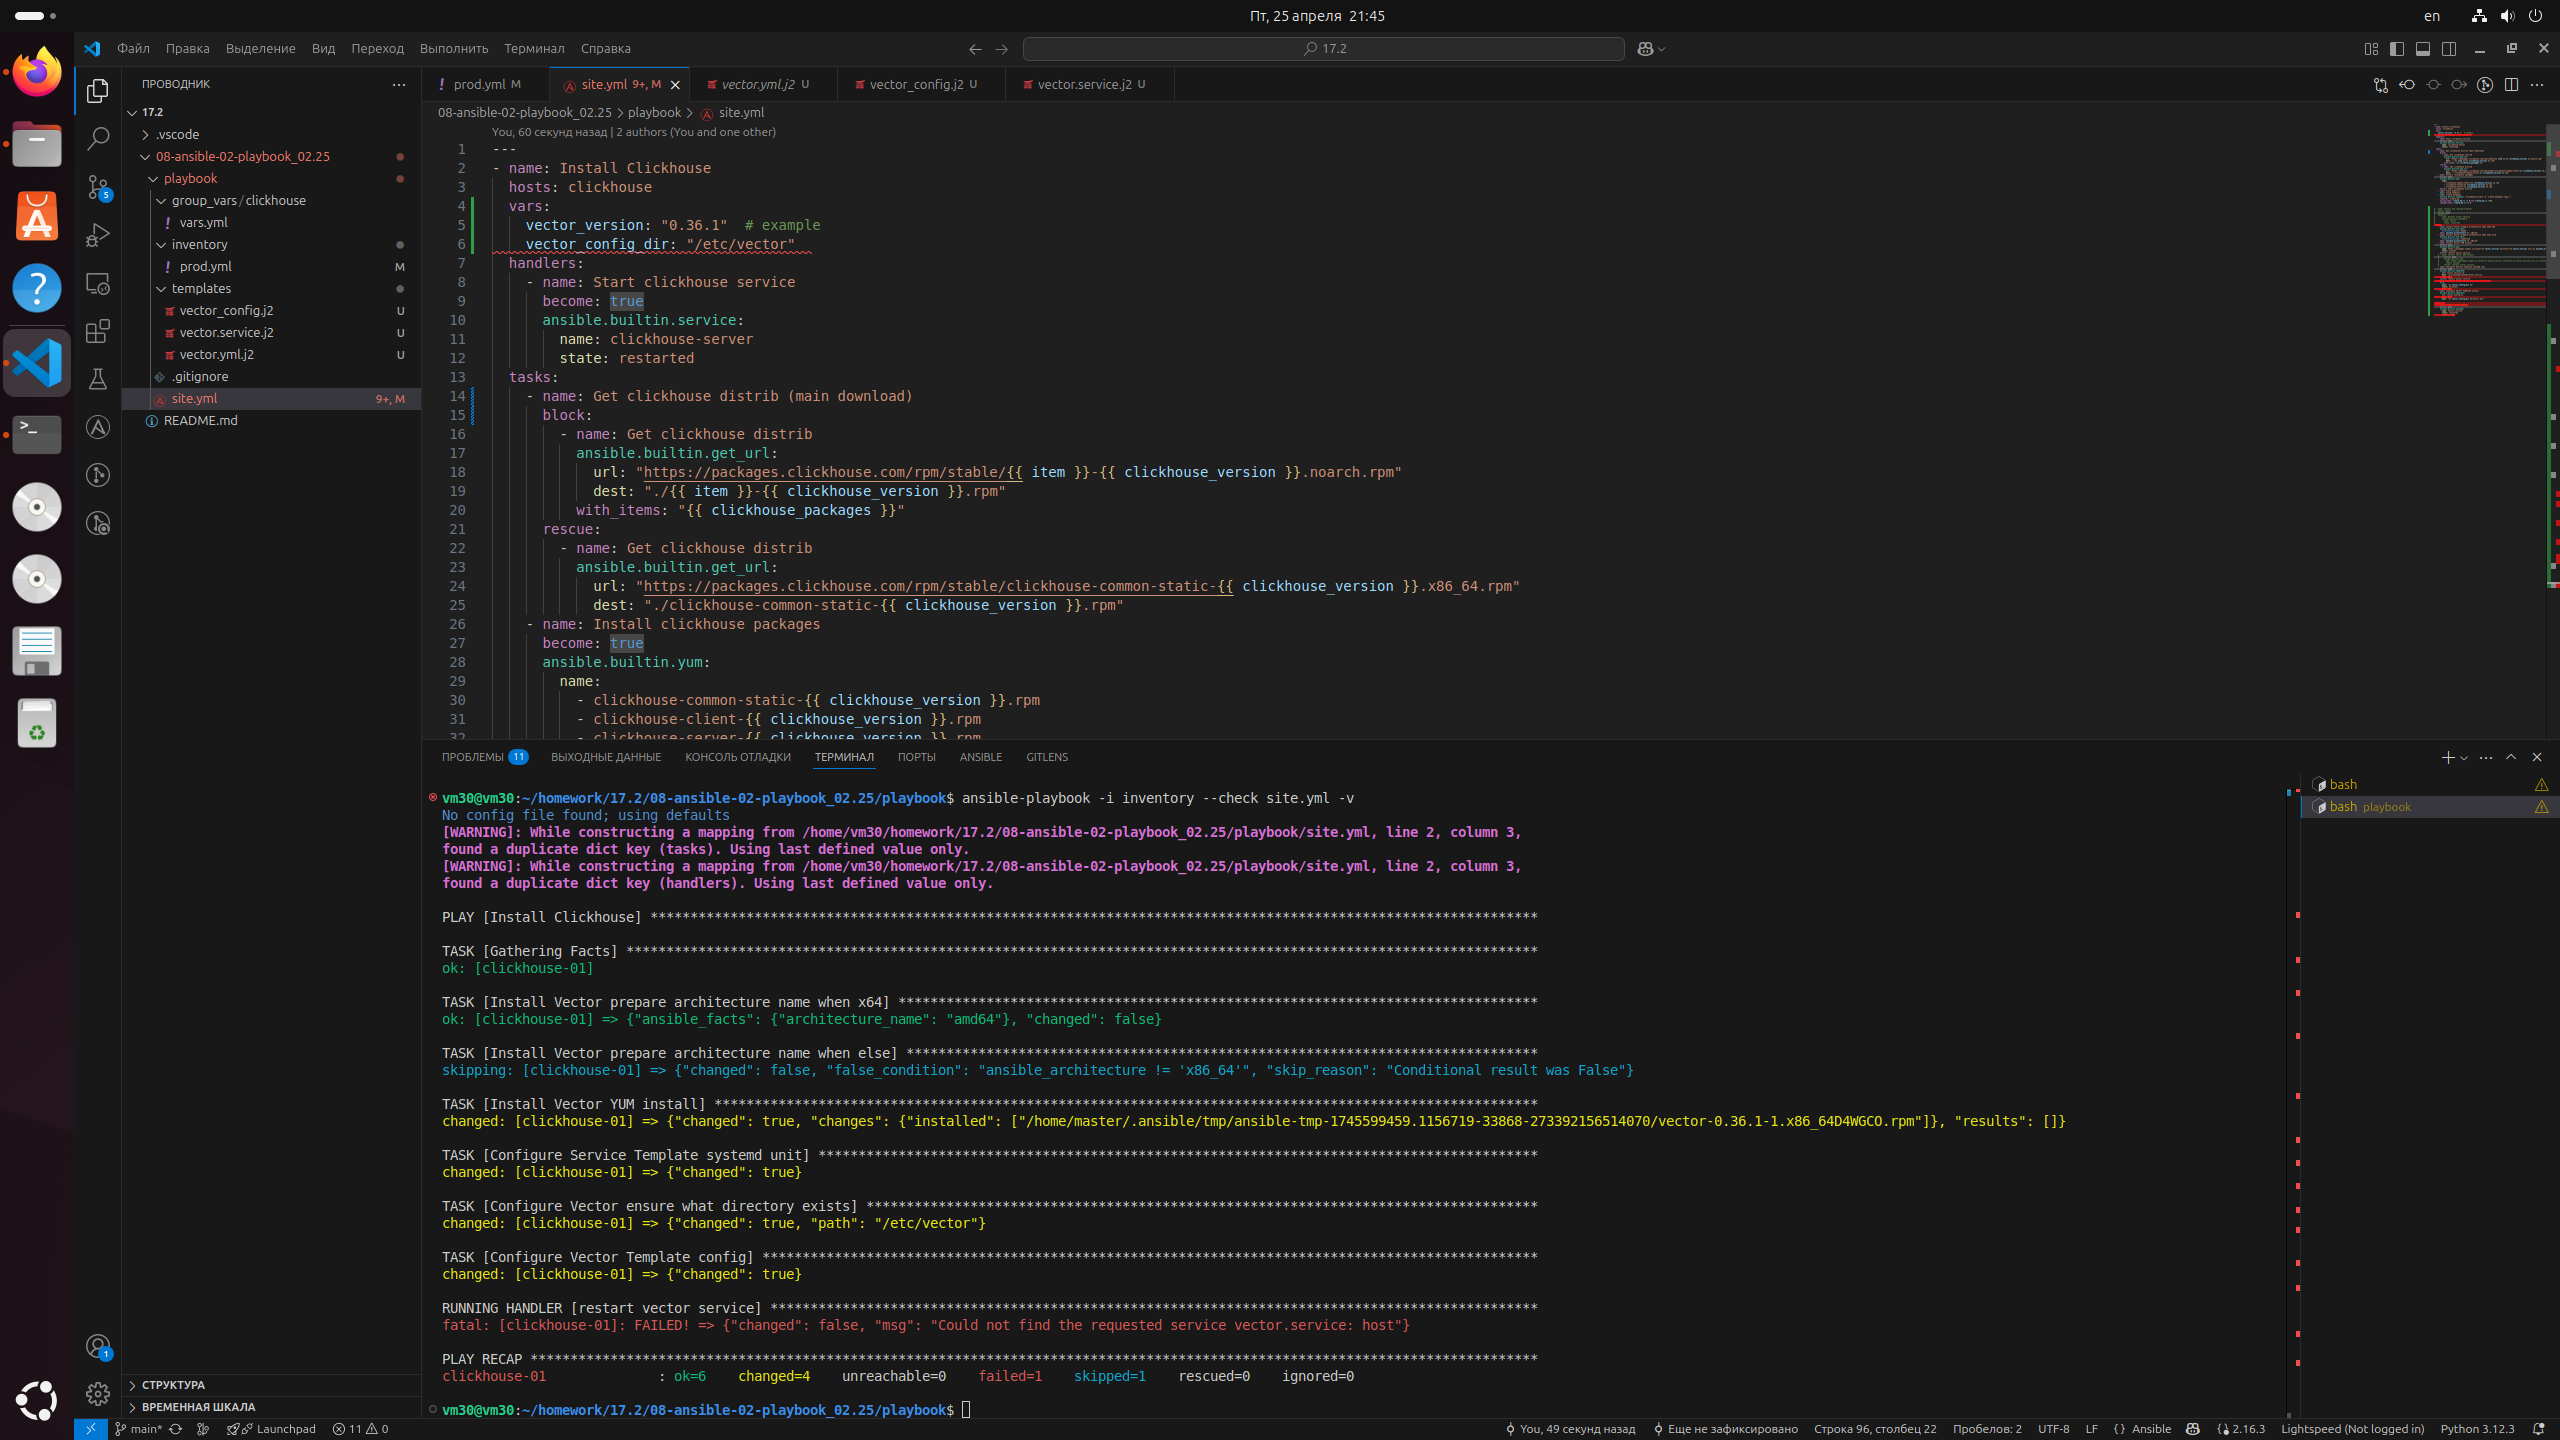 Пт, 25 апреля 21:45
en
Файл Правка Выделение Вид Переход Выполнить Терминал Справка
17.2
ПРОВОДНИК
17.2
.vscode
08-ansible-02-playbook_02.25
playbook
group_vars / clickhouse
! vars.yml
inventory
! prod.yml M
templates
vector_config.j2 U
vector.service.j2 U
vector.yml.j2 U
.gitignore
site.yml 9+, M
README.md
СТРУКТУРА
ВРЕМЕННАЯ ШКАЛА
5
1
! prod.yml M
site.yml 9+, M
vector.yml.j2 U
vector_config.j2 U
vector.service.j2 U
08-ansible-02-playbook_02.25 > playbook > site.yml
You, 60 секунд назад | 2 authors (You and one other)
1 ---
2 - name: Install Clickhouse
3 hosts: clickhouse
4 vars:
5 vector_version: "0.36.1" # example
6 vector_config_dir: "/etc/vector"
7 handlers:
8 - name: Start clickhouse service
9 become: true
10 ansible.builtin.service:
11 name: clickhouse-server
12 state: restarted
13 tasks:
14 - name: Get clickhouse distrib (main download)
15 block:
16 - name: Get clickhouse distrib
17 ansible.builtin.get_url:
18 url: "https://packages.clickhouse.com/rpm/stable/{{ item }}-{{ clickhouse_version }}.noarch.rpm"
19 dest: "./{{ item }}-{{ clickhouse_version }}.rpm"
20 with_items: "{{ clickhouse_packages }}"
21 rescue:
22 - name: Get clickhouse distrib
23 ansible.builtin.get_url:
24 url: "https://packages.clickhouse.com/rpm/stable/clickhouse-common-static-{{ clickhouse_version }}.x86_64.rpm"
25 dest: "./clickhouse-common-static-{{ clickhouse_version }}.rpm"
26 - name: Install clickhouse packages
27 become: true
28 ansible.builtin.yum:
29 name:
30 - clickhouse-common-static-{{ clickhouse_version }}.rpm
31 - clickhouse-client-{{ clickhouse_version }}.rpm
32 - clickhouse-server-{{ clickhouse_version }}.rpm
ПРОБЛЕМЫ 11 ВЫХОДНЫЕ ДАННЫЕ КОНСОЛЬ ОТЛАДКИ ТЕРМИНАЛ ПОРТЫ ANSIBLE GITLENS
bash
bash playbook
vm30@vm30:~/homework/17.2/08-ansible-02-playbook_02.25/playbook$ ansible-playbook -i inventory --check site.yml -v
No config file found; using defaults
[WARNING]: While constructing a mapping from /home/vm30/homework/17.2/08-ansible-02-playbook_02.25/playbook/site.yml, line 2, column 3,
found a duplicate dict key (tasks). Using last defined value only.
[WARNING]: While constructing a mapping from /home/vm30/homework/17.2/08-ansible-02-playbook_02.25/playbook/site.yml, line 2, column 3,
found a duplicate dict key (handlers). Using last defined value only.
PLAY [Install Clickhouse] ***************************************************************************************************************
TASK [Gathering Facts] ******************************************************************************************************************
ok: [clickhouse-01]
TASK [Install Vector prepare architecture name when x64] ********************************************************************************
ok: [clickhouse-01] => {"ansible_facts": {"architecture_name": "amd64"}, "changed": false}
TASK [Install Vector prepare architecture name when else] *******************************************************************************
skipping: [clickhouse-01] => {"changed": false, "false_condition": "ansible_architecture != 'x86_64'", "skip_reason": "Conditional result was False"}
TASK [Install Vector YUM install] *******************************************************************************************************
changed: [clickhouse-01] => {"changed": true, "changes": {"installed": ["/home/master/.ansible/tmp/ansible-tmp-1745599459.1156719-33868-273392156514070/vector-0.36.1-1.x86_64D4WGCO.rpm"]}, "results": []}
TASK [Configure Service Template systemd unit] ******************************************************************************************
changed: [clickhouse-01] => {"changed": true}
TASK [Configure Vector ensure what directory exists] ************************************************************************************
changed: [clickhouse-01] => {"changed": true, "path": "/etc/vector"}
TASK [Configure Vector Template config] *************************************************************************************************
changed: [clickhouse-01] => {"changed": true}
RUNNING HANDLER [restart vector service] ************************************************************************************************
fatal: [clickhouse-01]: FAILED! => {"changed": false, "msg": "Could not find the requested service vector.service: host"}
PLAY RECAP ******************************************************************************************************************************
clickhouse-01 : ok=6 changed=4 unreachable=0 failed=1 skipped=1 rescued=0 ignored=0
vm30@vm30:~/homework/17.2/08-ansible-02-playbook_02.25/playbook$
main* Launchpad 11 0 You, 49 секунд назад Еще не зафиксировано Строка 96, столбец 22 Пробелов: 2 UTF-8 LF {} Ansible 2.16.3 Lightspeed (Not logged in) Python 3.12.3